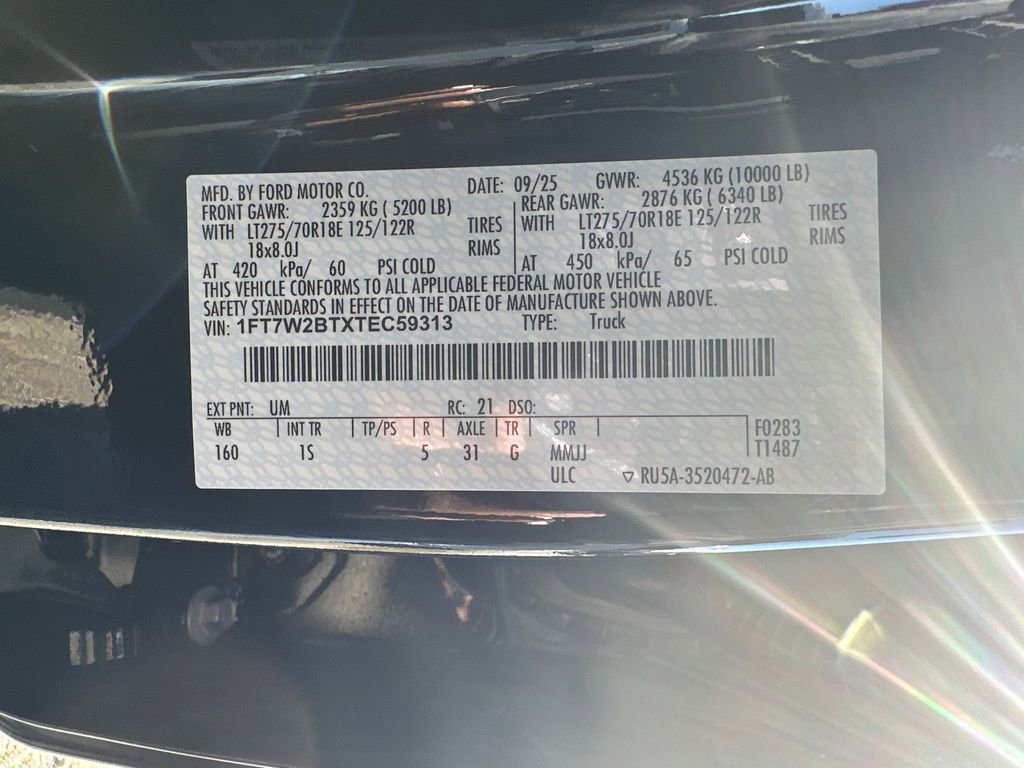 MFD. BY FORD MOTOR CO. DATE: 09/25 GVWR: 4536 KG (10000 LB)
FRONT GAWR: 2359 KG ( 5200 LB) REAR GAWR: 2876 KG ( 6340 LB)
WITH LT275/70R18E 125/122R TIRES WITH LT275/70R18E 125/122R TIRES
18x8.0J RIMS 18x8.0J RIMS
AT 420 kPa/ 60 PSI COLD AT 450 kPa/ 65 PSI COLD
THIS VEHICLE CONFORMS TO ALL APPLICABLE FEDERAL MOTOR VEHICLE
SAFETY STANDARDS IN EFFECT ON THE DATE OF MANUFACTURE SHOWN ABOVE.
VIN: 1FT7W2BTXTEC59313 TYPE: Truck
EXT PNT: UM RC: 21 DSO:
WB INT TR TP/PS R AXLE TR SPR F0283
160 1S 5 31 G MMJJ T1487
ULC ▽ RU5A-3520472-AB